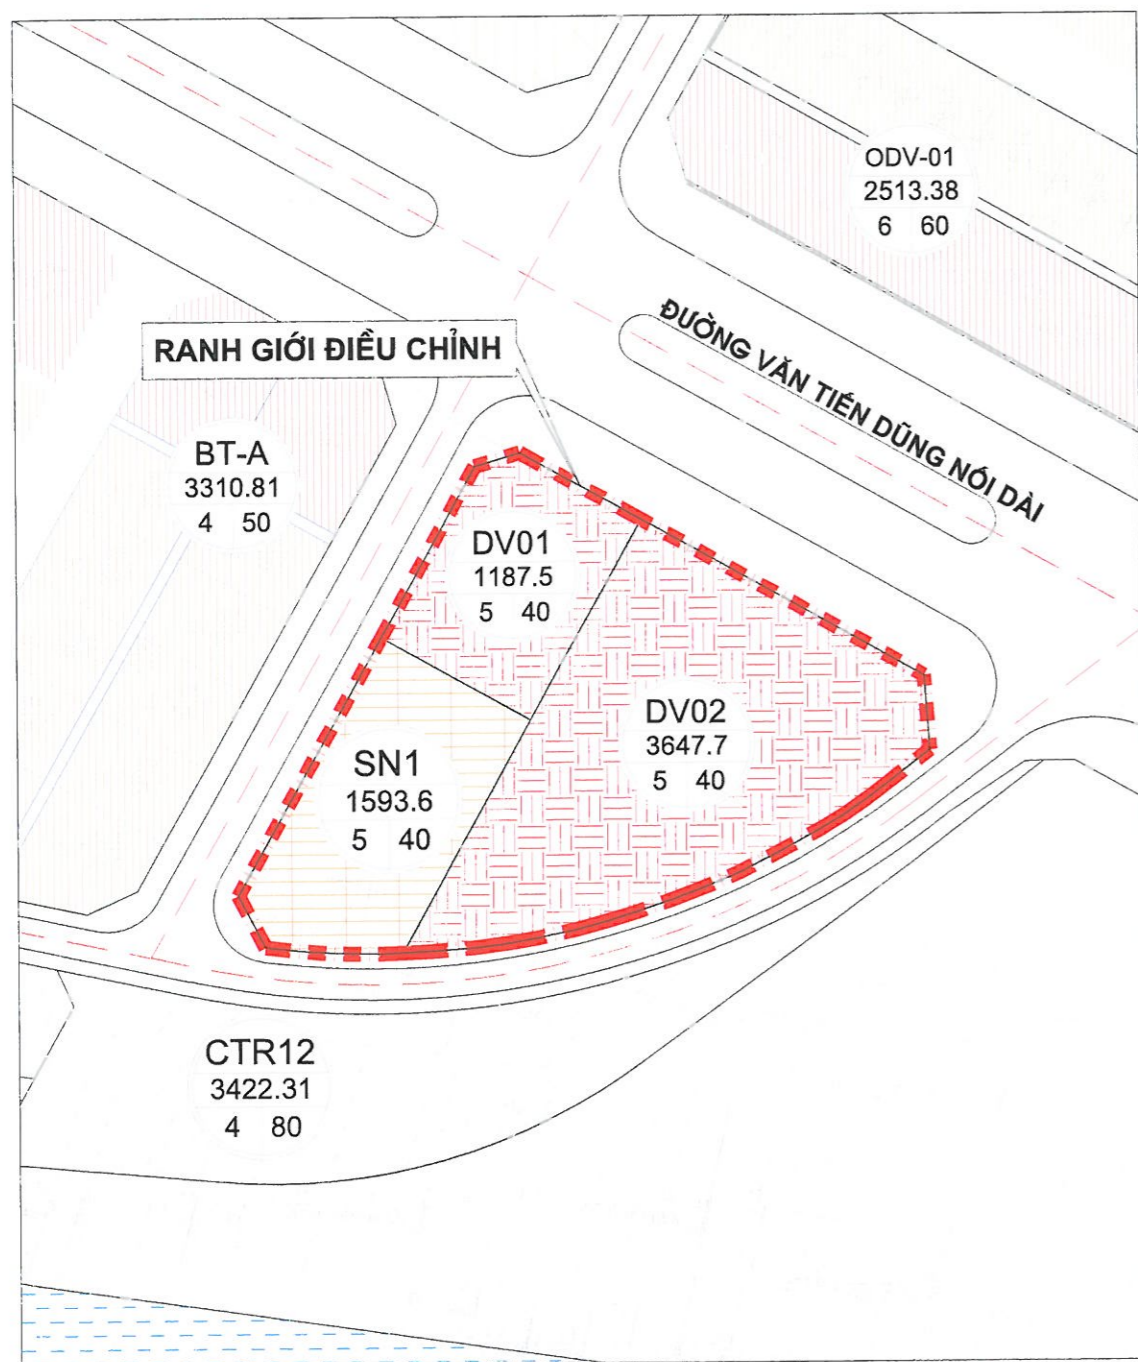 ODV-01
2513.38
6 60
ĐUỜNG VĂN TIẾN DŨNG NỐI DÀI
RANH GIỚI ĐIỀU CHỈNH
BT-A
3310.81
4 50
DV01
1187.5
5 40
DV02
3647.7
5 40
SN1
1593.6
5 40
CTR12
3422.31
4 80